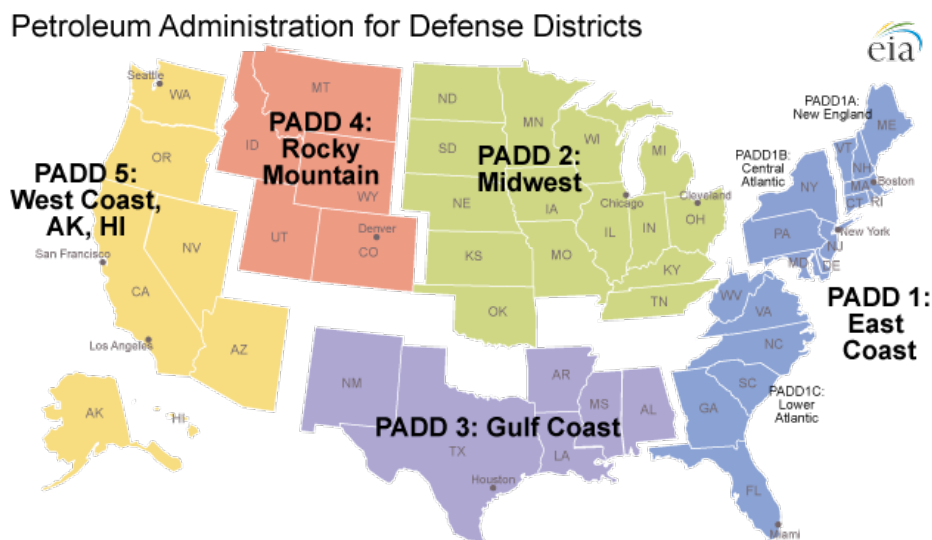 Petroleum Administration for Defense Districts
eia
Seattle
WA
OR
PADD 5:
West Coast,
AK, HI
San Francisco
NV
CA
Los Angeles
AZ
AK
HI
MT
PADD 4:
ID
Rocky
Mountain
WY
UT
Denver
CO
ND
MN
SD
WI
MI
PADD 2:
Midwest
NE
IA
Chicago
Cleveland
IL
IN
OH
KS
MO
KY
OK
TN
PADD1A:
New England
ME
VT
NH
PADD1B:
Central
Atlantic
NY
MA
Boston
CT
RI
PA
New York
NJ
MD
DE
WV
VA
PADD 1:
East
Coast
NC
SC
PADD1C:
Lower
Atlantic
GA
FL
Miami
NM
AR
MS
AL
PADD 3: Gulf Coast
TX
LA
Houston